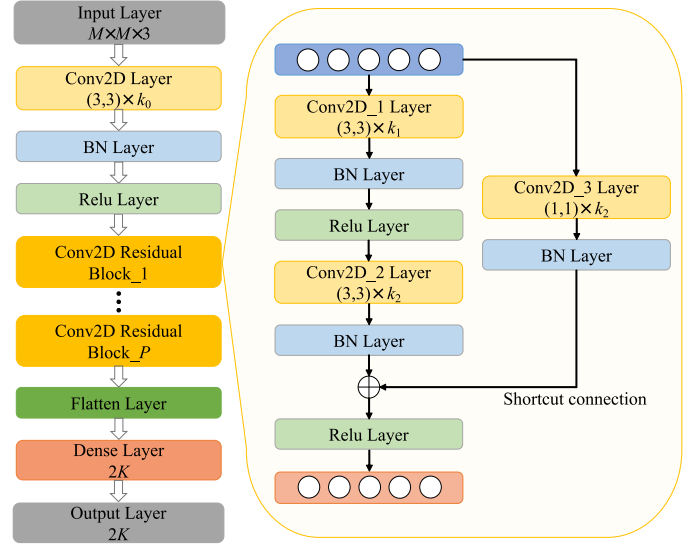 Input Layer
M×M×3
Conv2D Layer
(3,3)×k₀
BN Layer
Relu Layer
Conv2D Residual
Block_1
Conv2D Residual
Block_P
Flatten Layer
Dense Layer
2K
Output Layer
2K
Conv2D_1 Layer
(3,3)×k₁
BN Layer
Relu Layer
Conv2D_2 Layer
(3,3)×k₂
BN Layer
Relu Layer
Conv2D_3 Layer
(1,1)×k₂
BN Layer
Shortcut connection